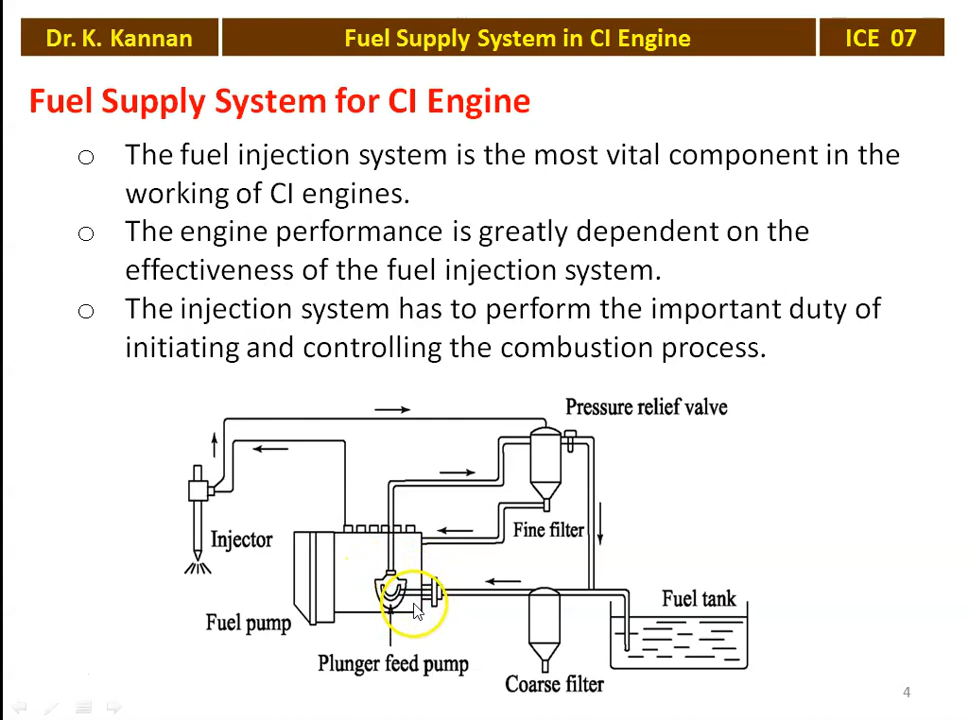 Dr. K. Kannan
Fuel Supply System in CI Engine
ICE 07
Fuel Supply System for CI Engine
o The fuel injection system is the most vital component in the
working of CI engines.
o The engine performance is greatly dependent on the
effectiveness of the fuel injection system.
o The injection system has to perform the important duty of
initiating and controlling the combustion process.
Pressure relief valve
Fine filter
Injector
Fuel tank
Fuel pump
Plunger feed pump
Coarse filter
4